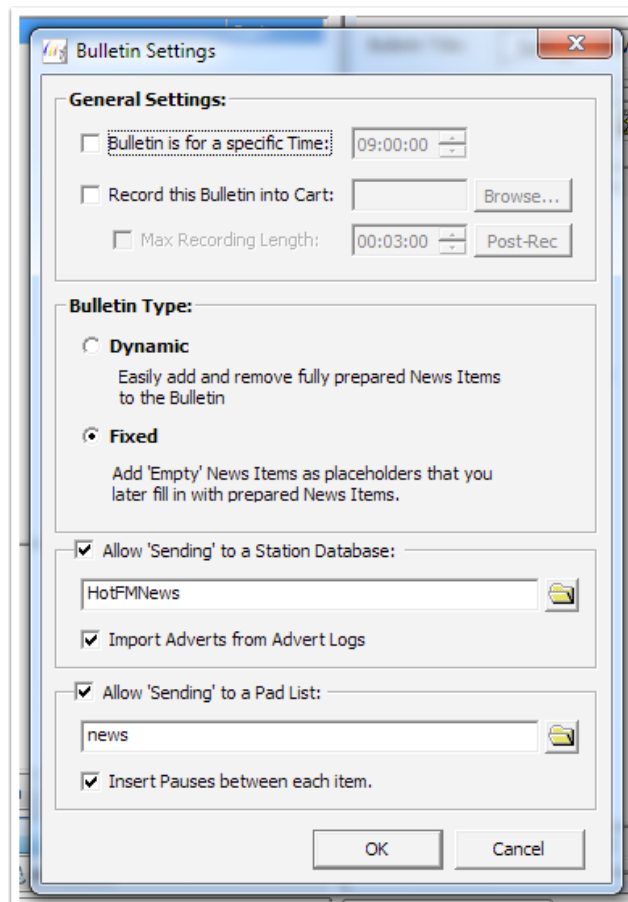 Bulletin Settings
General Settings:
Bulletin is for a specific Time: 09:00:00
Record this Bulletin into Cart: Browse...
Max Recording Length: 00:03:00 Post-Rec
Bulletin Type:
Dynamic
Easily add and remove fully prepared News Items
to the Bulletin
Fixed
Add 'Empty' News Items as placeholders that you
later fill in with prepared News Items.
Allow 'Sending' to a Station Database:
HotFMNews
Import Adverts from Advert Logs
Allow 'Sending' to a Pad List:
news
Insert Pauses between each item.
OK Cancel